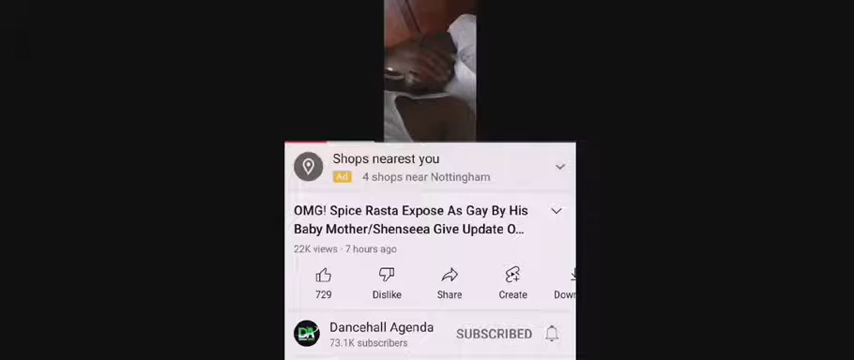 Shops nearest you
Ad 4 shops near Nottingham
OMG! Spice Rasta Expose As Gay By His
Baby Mother/Shenseea Give Update O...
22K views · 7 hours ago
729 Dislike Share Create Down
Dancehall Agenda SUBSCRIBED
73.1K subscribers